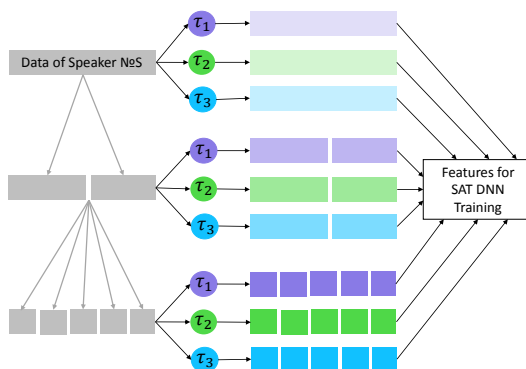 Data of Speaker №S
τ1
τ2
τ3
τ1
τ2
τ3
τ1
τ2
τ3
Features for
SAT DNN
Training